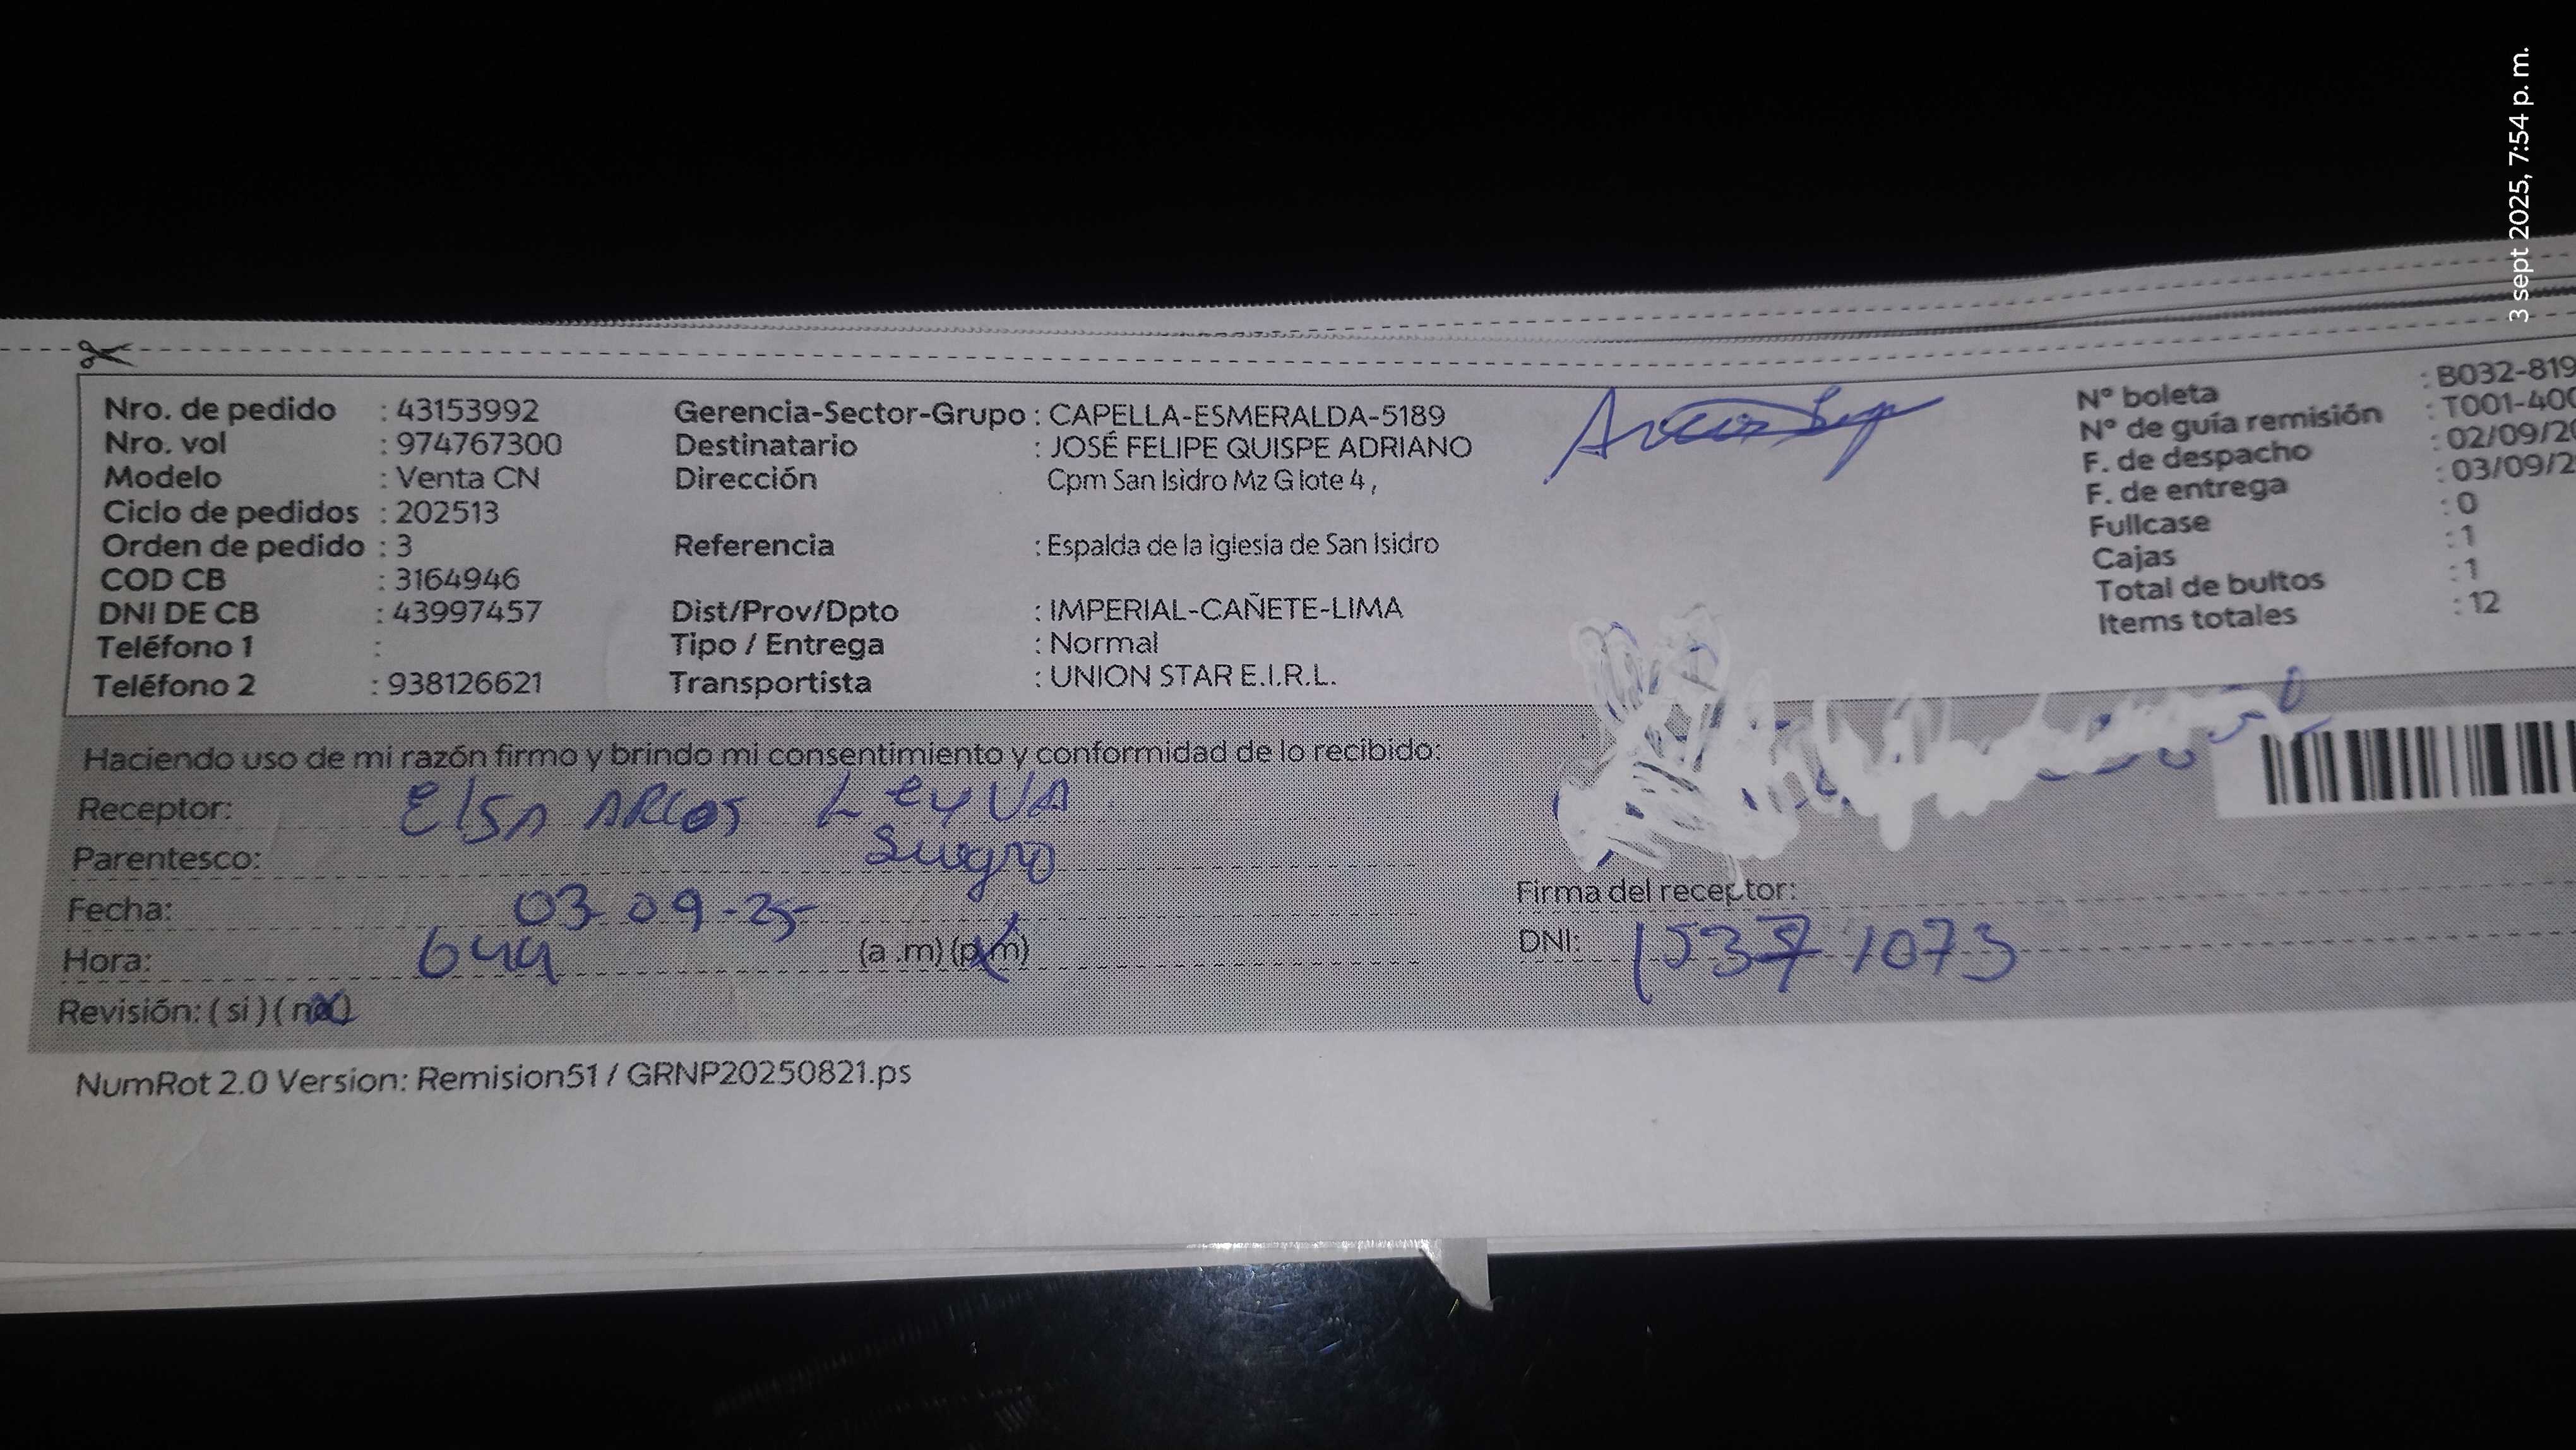 3 sept 2025, 7:54 p. m.
Nro. de pedido : 43153992
Nro. vol : 974767300
Modelo : Venta CN
Ciclo de pedidos : 202513
Orden de pedido : 3
COD CB : 3164946
DNI DE CB : 43997457
Teléfono 1 :
Teléfono 2 : 938126621
Gerencia-Sector-Grupo : CAPELLA-ESMERALDA-5189
Destinatario : JOSÉ FELIPE QUISPE ADRIANO
Dirección Cpm San Isidro Mz G lote 4 ,
Referencia : Espalda de la iglesia de San Isidro
Dist/Prov/Dpto : IMPERIAL-CAÑETE-LIMA
Tipo / Entrega : Normal
Transportista : UNION STAR E.I.R.L.
N° boleta : B032-819
N° de guía remisión : T001-400
F. de despacho : 02/09/20
F. de entrega : 03/09/2
Fullcase : 0
Cajas : 1
Total de bultos : 1
Items totales : 12
Haciendo uso de mi razón firmo y brindo mi consentimiento y conformidad de lo recibido:
Receptor: Elsa ARCOS LeyVA
Parentesco: Suegro
Fecha: 03-09-25
Hora: (a .m) (p.m)
Revisión: ( si ) ( no )
Firma del receptor:
DNI: 15371073
NumRot 2.0 Version: Remision51 / GRNP20250821.ps